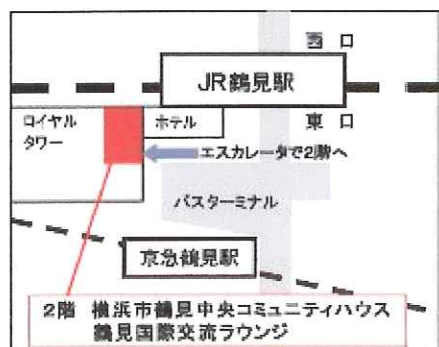 西 口
JR鶴見駅
東 口
ロイヤル
タワー
ホテル
エスカレータで2階へ
バスターミナル
京急鶴見駅
2階 横浜市鶴見中央コミュニティハウス
鶴見国際交流ラウンジ